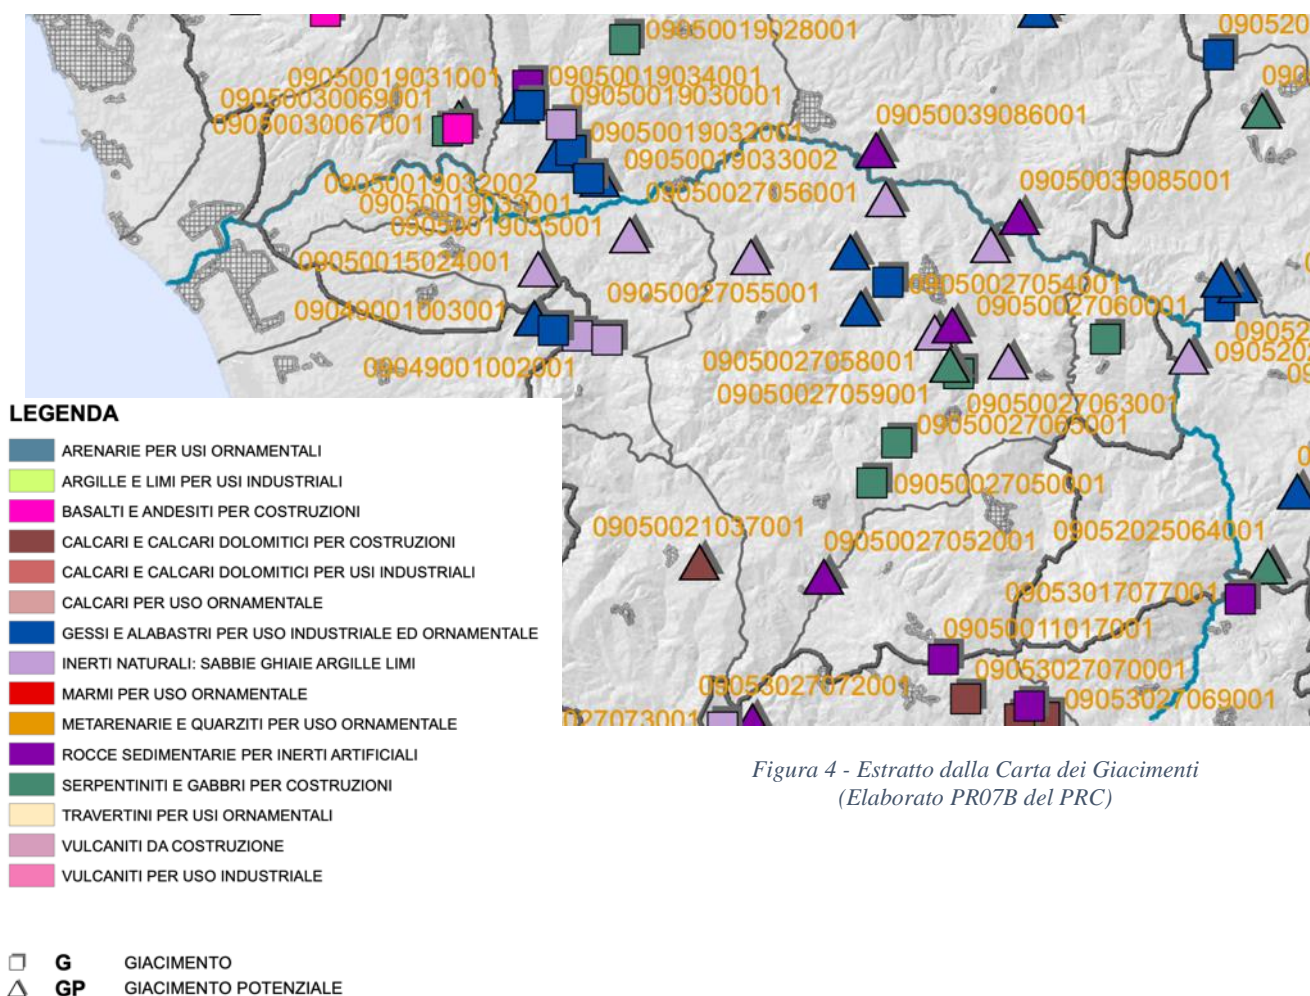 09050019028001
090520
09050019031001
09050019034001
090
09050030069001
09050019030001
09050030067001
09050019032001
09050039086001
09050019033002
09050019032002
09050027056001
09050039085001
09050019035001
09050015024001
09050027054001
09050027055001
09050027060001
09049001003001
09052
09050027058001
090520
09049001002001
09050027059001
09050027063001
09050027065001
09050027050001
09050021037001
09050027052001
09052025064001
09053017077001
09050011017001
09053027070001
09053027072001
09053027069001
027073001
LEGENDA
ARENARIE PER USI ORNAMENTALI
ARGILLE E LIMI PER USI INDUSTRIALI
BASALTI E ANDESITI PER COSTRUZIONI
CALCARI E CALCARI DOLOMITICI PER COSTRUZIONI
CALCARI E CALCARI DOLOMITICI PER USI INDUSTRIALI
CALCARI PER USO ORNAMENTALE
GESSI E ALABASTRI PER USO INDUSTRIALE ED ORNAMENTALE
INERTI NATURALI: SABBIE GHIAIE ARGILLE LIMI
MARMI PER USO ORNAMENTALE
METARENARIE E QUARZITI PER USO ORNAMENTALE
ROCCE SEDIMENTARIE PER INERTI ARTIFICIALI
SERPENTINITI E GABBRI PER COSTRUZIONI
TRAVERTINI PER USI ORNAMENTALI
VULCANITI DA COSTRUZIONE
VULCANITI PER USO INDUSTRIALE
G GIACIMENTO
GP GIACIMENTO POTENZIALE
Figura 4 - Estratto dalla Carta dei Giacimenti
(Elaborato PR07B del PRC)